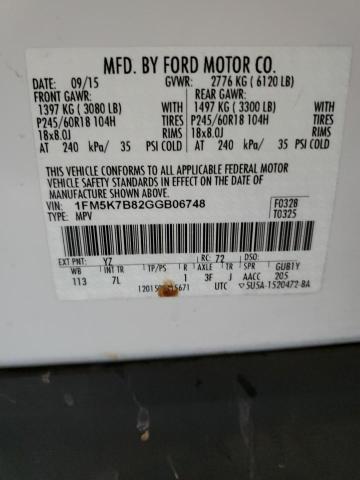 MFD. BY FORD MOTOR CO.
DATE: 09/15 GVWR: 2776 KG (6120 LB)
FRONT GAWR: REAR GAWR:
1397 KG (3080 LB) WITH 1497 KG (3300 LB) WITH
P245/60R18 104H TIRES P245/60R18 104H TIRES
18x8.0J RIMS 18x8.0J RIMS
AT 240 kPa/ 35 PSI COLD AT 240 kPa/ 35 PSI COLD
THIS VEHICLE CONFORMS TO ALL APPLICABLE FEDERAL MOTOR
VEHICLE SAFETY AND THEFT PREVENTION STANDARDS IN EFFECT ON THE DATE OF
MANUFACTURE SHOWN ABOVE.
VIN: 1FM5K7B82GGB06748 F0328
TYPE: MPV T0325
EXT PNT: YZ RC: 72 DSO:
WB INT TR TP/PS R AXLE TR SPR GUB1Y
113 7L 1 3F J AACC 205
UTC ▽5U5A-1520472-BA